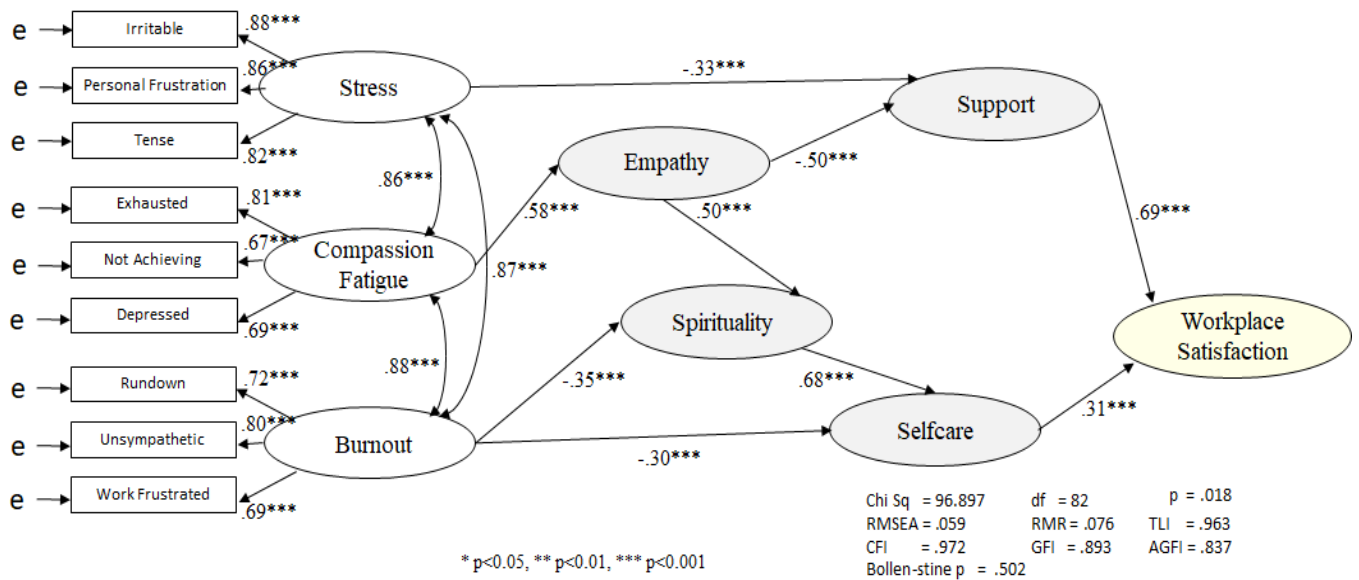 e
Irritable
.88***
e
Personal Frustration
.86***
Stress
e
Tense
.82***
e
Exhausted
.81***
e
Not Achieving
.67***
Compassion
Fatigue
e
Depressed
.69***
e
Rundown
.72***
e
Unsympathetic
.80***
Burnout
e
Work Frustrated
.69***
.86***
.87***
.88***
-.33***
.58***
Empathy
-.50***
.50***
Support
-.35***
Spirituality
.68***
-.30***
Selfcare
.69***
.31***
Workplace
Satisfaction
Chi Sq = 96.897 df = 82 p = .018
RMSEA = .059 RMR = .076 TLI = .963
CFI = .972 GFI = .893 AGFI = .837
Bollen-stine p = .502
* p<0.05, ** p<0.01, *** p<0.001